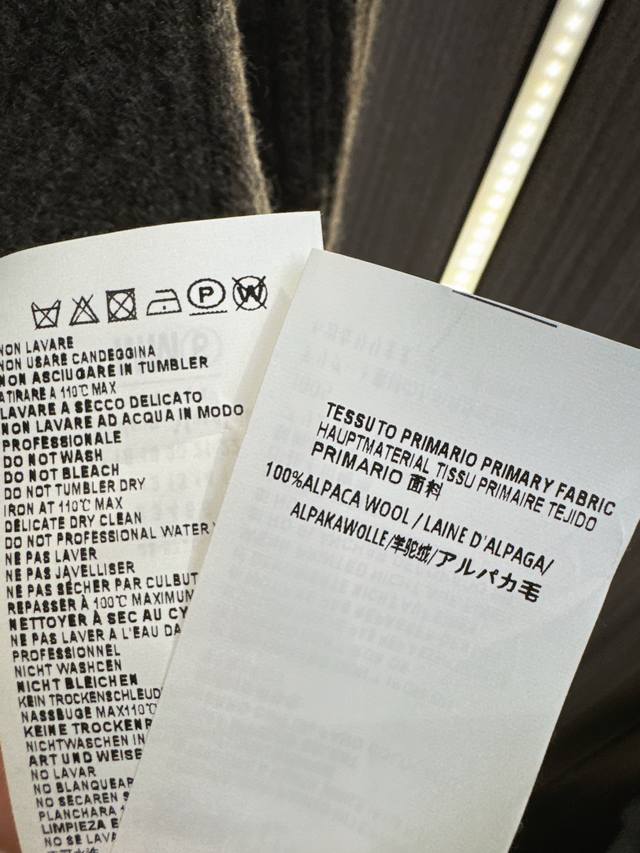 NON LAVARE
NON USARE CANDEGGINA
NON ASCIUGARE IN TUMBLER
ATIRARE A 110℃ MAX
LAVARE A SECCO DELICATO
NON LAVARE AD ACQUA IN MODO
PROFESSIONALE
DO NOT WASH
DO NOT BLEACH
DO NOT TUMBLER DRY
IRON AT 110℃ MAX
DELICATE DRY CLEAN
DO NOT PROFESSIONAL WATER
NE PAS LAVER
NE PAS JAVELLISER
NE PAS SÉCHER PAR CULBUT
REPASSER À 100℃ MAXIMUM
NETTOYER À SEC AU CY
NE PAS LAVER A L'EAU DA
PROFESSIONNEL
NICHT WASHCEN
NICHT BLEICHEN
KEIN TROCKENSCHLEUD
NASSBUGE MAX110℃
KEINE TROCKENR
NICHTWASCHEN IN
ART UND WEISE
NO LAVAR
NO BLANQUEAR
NO SECAREN S
PLANCHARA
LIMPIEZA E
NO SE LAVA
P
W
TESSUTO PRIMARIO PRIMARY FABRIC
HAUPTMATERIAL TISSU PRIMAIRE TEJIDO
PRIMARIO 面料
100%ALPACA WOOL / LAINE D'ALPAGA/
ALPAKAWOLLE/羊驼绒/アルパカ毛